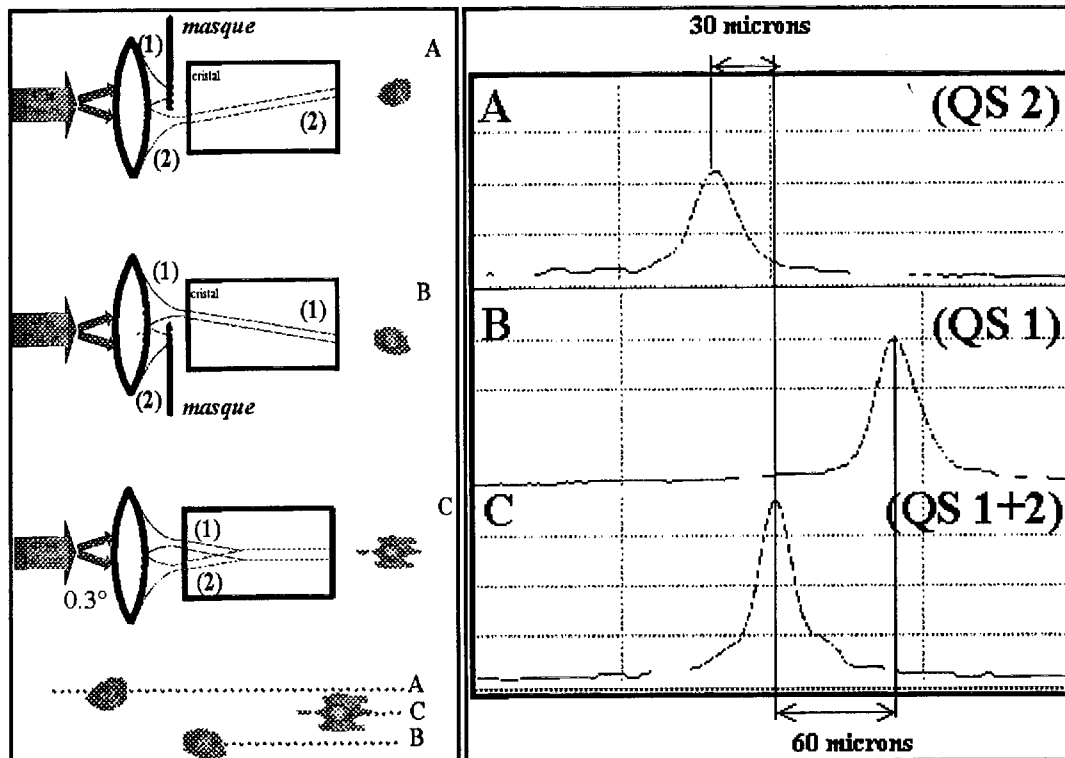 masque
(1)
A
cristal
(2)
(2)
(1)
B
cristal
(1)
(2)
masque
C
(1)
(2)
0.3°
A
C
B
30 microns
A
(QS 2)
B
(QS 1)
C
(QS 1+2)
60 microns